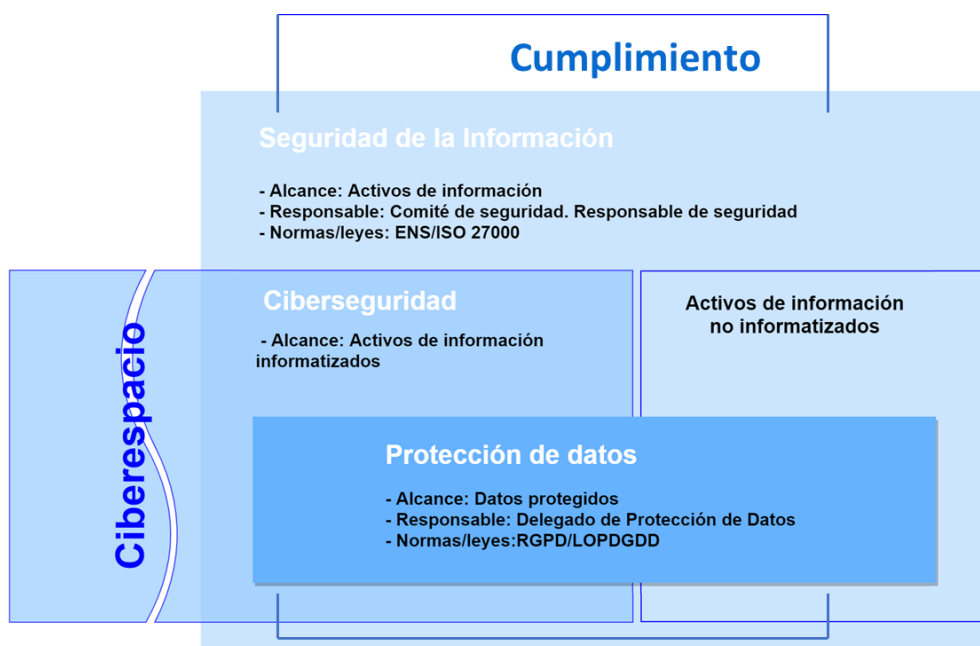 Cumplimiento
Seguridad de la Información
- Alcance: Activos de información
- Responsable: Comité de seguridad. Responsable de seguridad
- Normas/leyes: ENS/ISO 27000
Ciberespacio
Ciberseguridad
- Alcance: Activos de información
informatizados
Activos de información
no informatizados
Protección de datos
- Alcance: Datos protegidos
- Responsable: Delegado de Protección de Datos
- Normas/leyes:RGPD/LOPDGDD